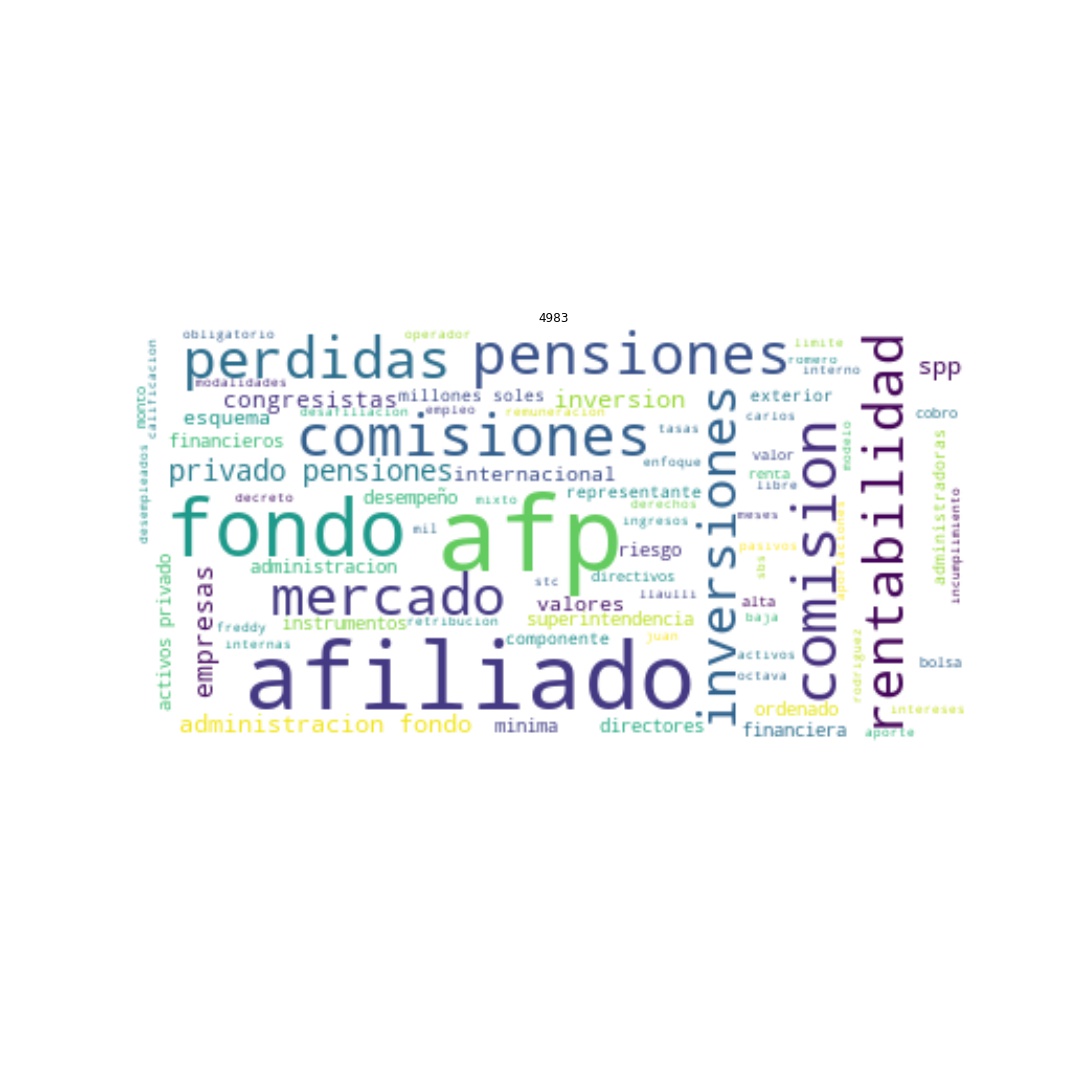 4983
obligatorio
operador
perdidas
pensiones
limite
romero
interno
spp
modalidades
congresistas
millones soles
inversion
exterior
monto
calificacion
esquema
desafiliacion
empleo
remuneracion
carlos
cobro
financieros
comisiones
tasas
modelo
privado pensiones
internacional
enfoque
valor
renta
libre
desempleados
decreto
desempeño
mixto
representante
derechos
fondo
afp
mil
ingresos
meses
riesgo
inversiones
comision
rentabilidad
administradoras
incumplimiento
pasivos
aportaciones
sbs
administracion
stc
directivos
mercado
valores
alta
baja
activos privado
empresas
freddy
instrumentos
retribucion
superintendencia
internas
componente
juan
afiliado
activos
octava
rodriguez
bolsa
administracion fondo
minima
directores
ordenado
financiera
intereses
aporte